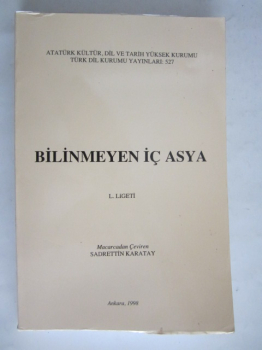 ATATÜRK KÜLTÜR, DİL VE TARİH YÜKSEK KURUMU
TÜRK DİL KURUMU YAYINLARI: 527
BİLİNMEYEN İÇ ASYA
L. LIGETI
Macarcadan Çeviren
SADRETTİN KARATAY
Ankara, 1998